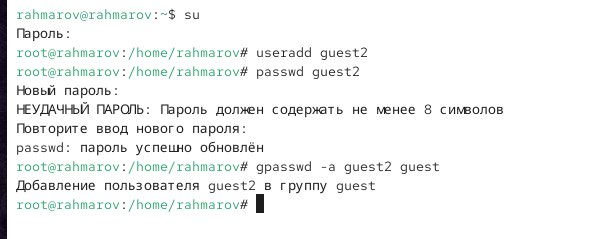 rahmarov@rahmarov:~$ su
Пароль:
root@rahmarov:/home/rahmarov# useradd guest2
root@rahmarov:/home/rahmarov# passwd guest2
Новый пароль:
НЕУДАЧНЫЙ ПАРОЛЬ: Пароль должен содержать не менее 8 символов
Повторите ввод нового пароля:
passwd: пароль успешно обновлён
root@rahmarov:/home/rahmarov# gpasswd -a guest2 guest
Добавление пользователя guest2 в группу guest
root@rahmarov:/home/rahmarov#